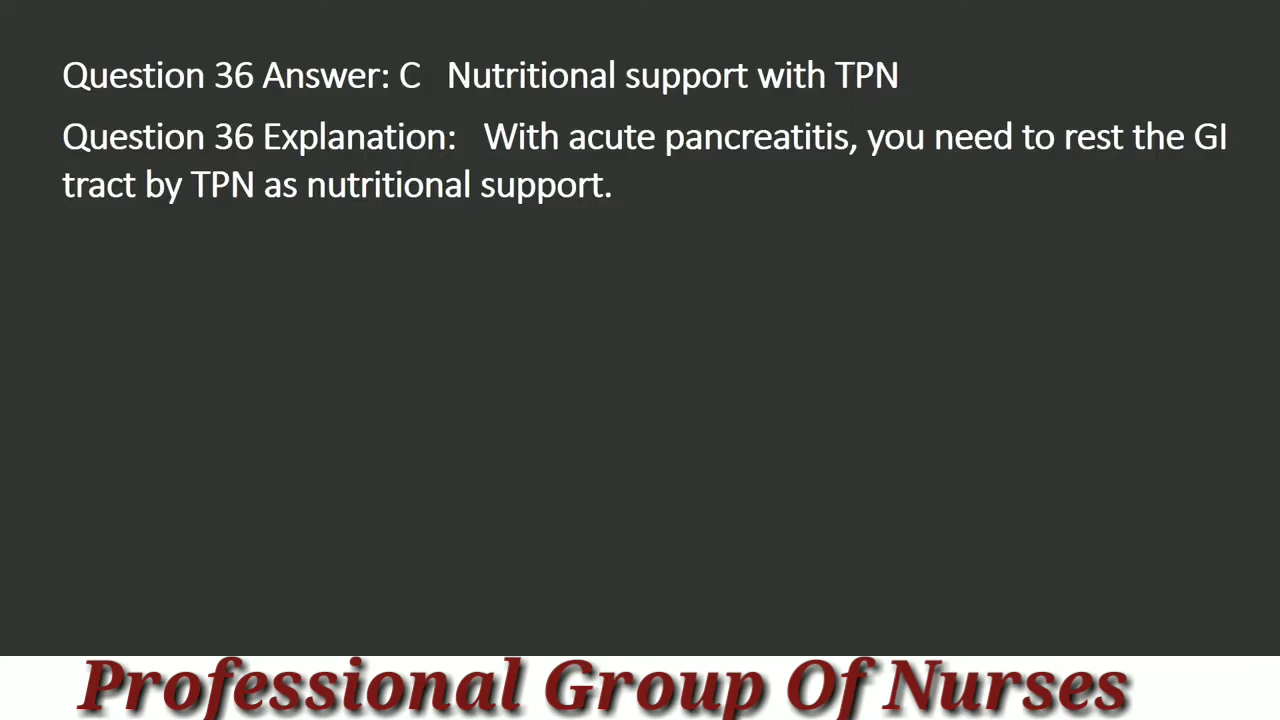 Question 36 Answer: C   Nutritional support with TPN
Question 36 Explanation:   With acute pancreatitis, you need to rest the GI
tract by TPN as nutritional support.
Professional Group Of Nurses